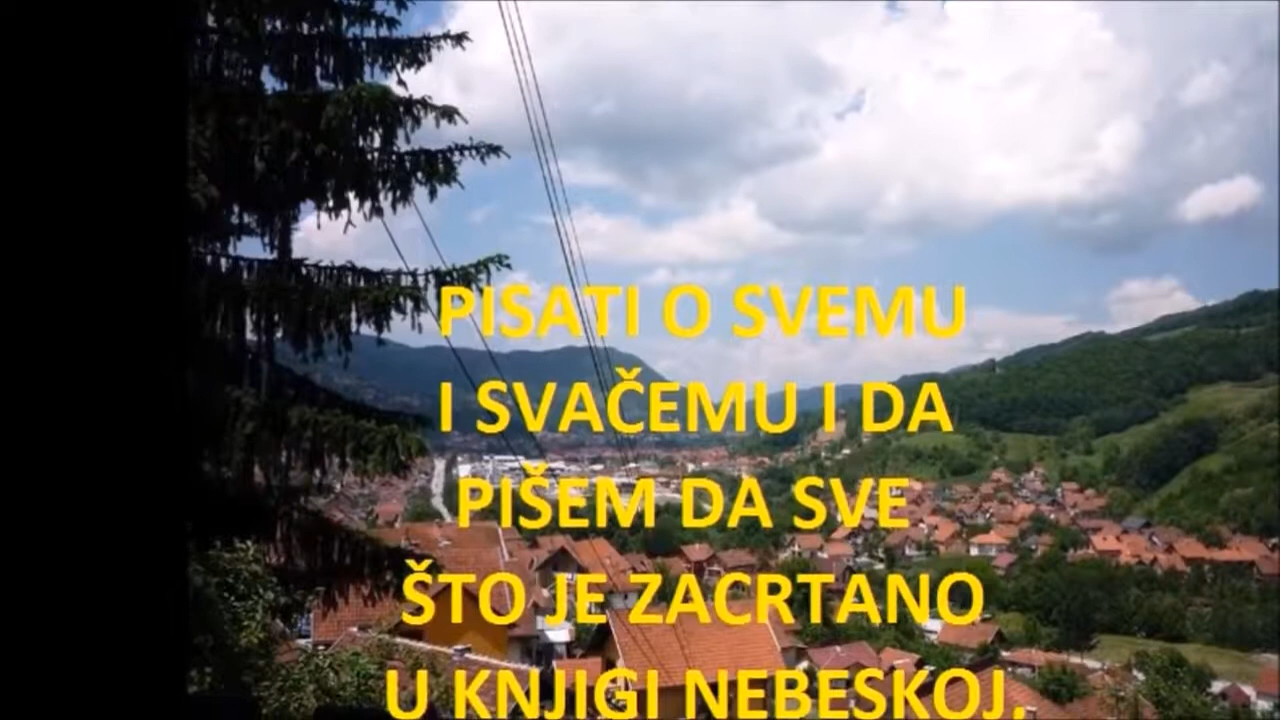 PISATI O SVEMU
I SVAČEMU I DA
PIŠEM DA SVE
ŠTO JE ZACRTANO
U KNJIGI NEBESKOJ.